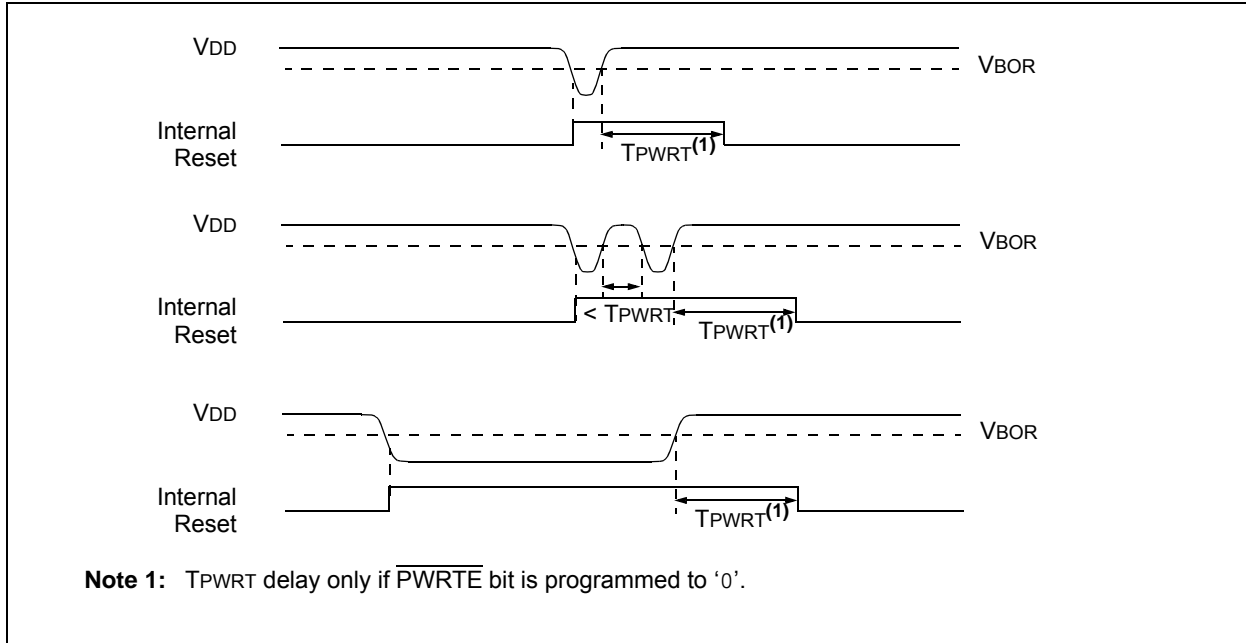 VDD
VBOR
Internal
Reset
TPWRT(1)
VDD
VBOR
Internal
Reset
< TPWRT
TPWRT(1)
VDD
VBOR
Internal
Reset
TPWRT(1)
Note 1: TPWRT delay only if P̅W̅R̅T̅E̅ bit is programmed to ‘0’.